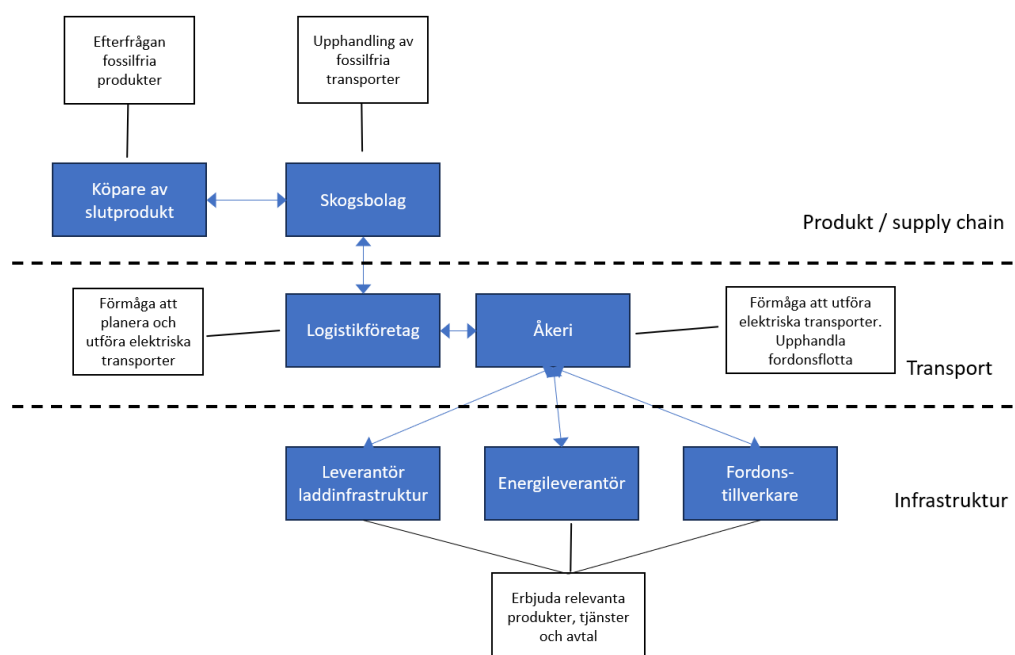 Efterfrågan
fossilfria
produkter
Upphandling av
fossilfria
transporter
Köpare av
slutprodukt
Skogsbolag
Produkt / supply chain
Förmåga att
planera och
utföra elektriska
transporter
Logistikföretag
Åkeri
Förmåga att utföra
elektriska transporter.
Upphandla
fordonsflotta
Transport
Leverantör
laddinfrastruktur
Energileverantör
Fordons-
tillverkare
Infrastruktur
Erbjuda relevanta
produkter, tjänster
och avtal